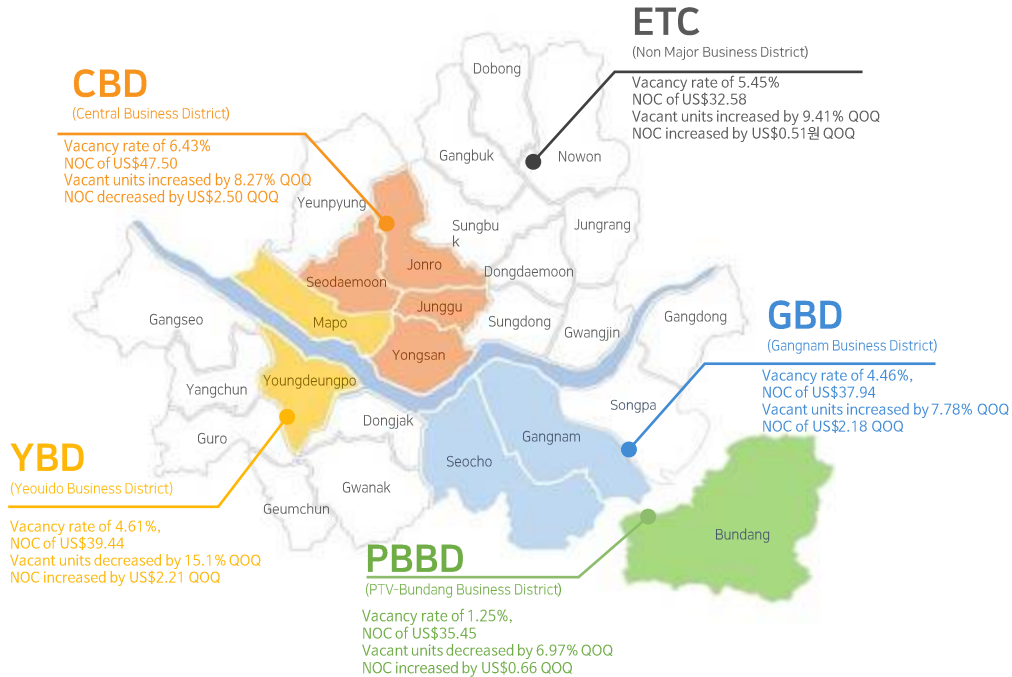 ETC
(Non Major Business District)
Vacancy rate of 5.45%
NOC of US$32.58
Vacant units increased by 9.41% QOQ
NOC increased by US$0.51원 QOQ
CBD
(Central Business District)
Vacancy rate of 6.43%
NOC of US$47.50
Vacant units increased by 8.27% QOQ
NOC decreased by US$2.50 QOQ
Dobong
Gangbuk
Nowon
Yeunpyung
Sungbu
k
Jungrang
Jonro
Dongdaemoon
Seodaemoon
Junggu
Gangseo
Mapo
Sungdong
Gwangjin
Gangdong
Yongsan
Yangchun
Youngdeungpo
Dongjak
Songpa
Guro
Gangnam
Seocho
Gwanak
Geumchun
Bundang
GBD
(Gangnam Business District)
Vacancy rate of 4.46%,
NOC of US$37.94
Vacant units increased by 7.78% QOQ
NOC of US$2.18 QOQ
YBD
(Yeouido Business District)
Vacancy rate of 4.61%,
NOC of US$39.44
Vacant units decreased by 15.1% QOQ
NOC increased by US$2.21 QOQ
PBBD
(PTV-Bundang Business District)
Vacancy rate of 1.25%,
NOC of US$35.45
Vacant units decreased by 6.97% QOQ
NOC increased by US$0.66 QOQ